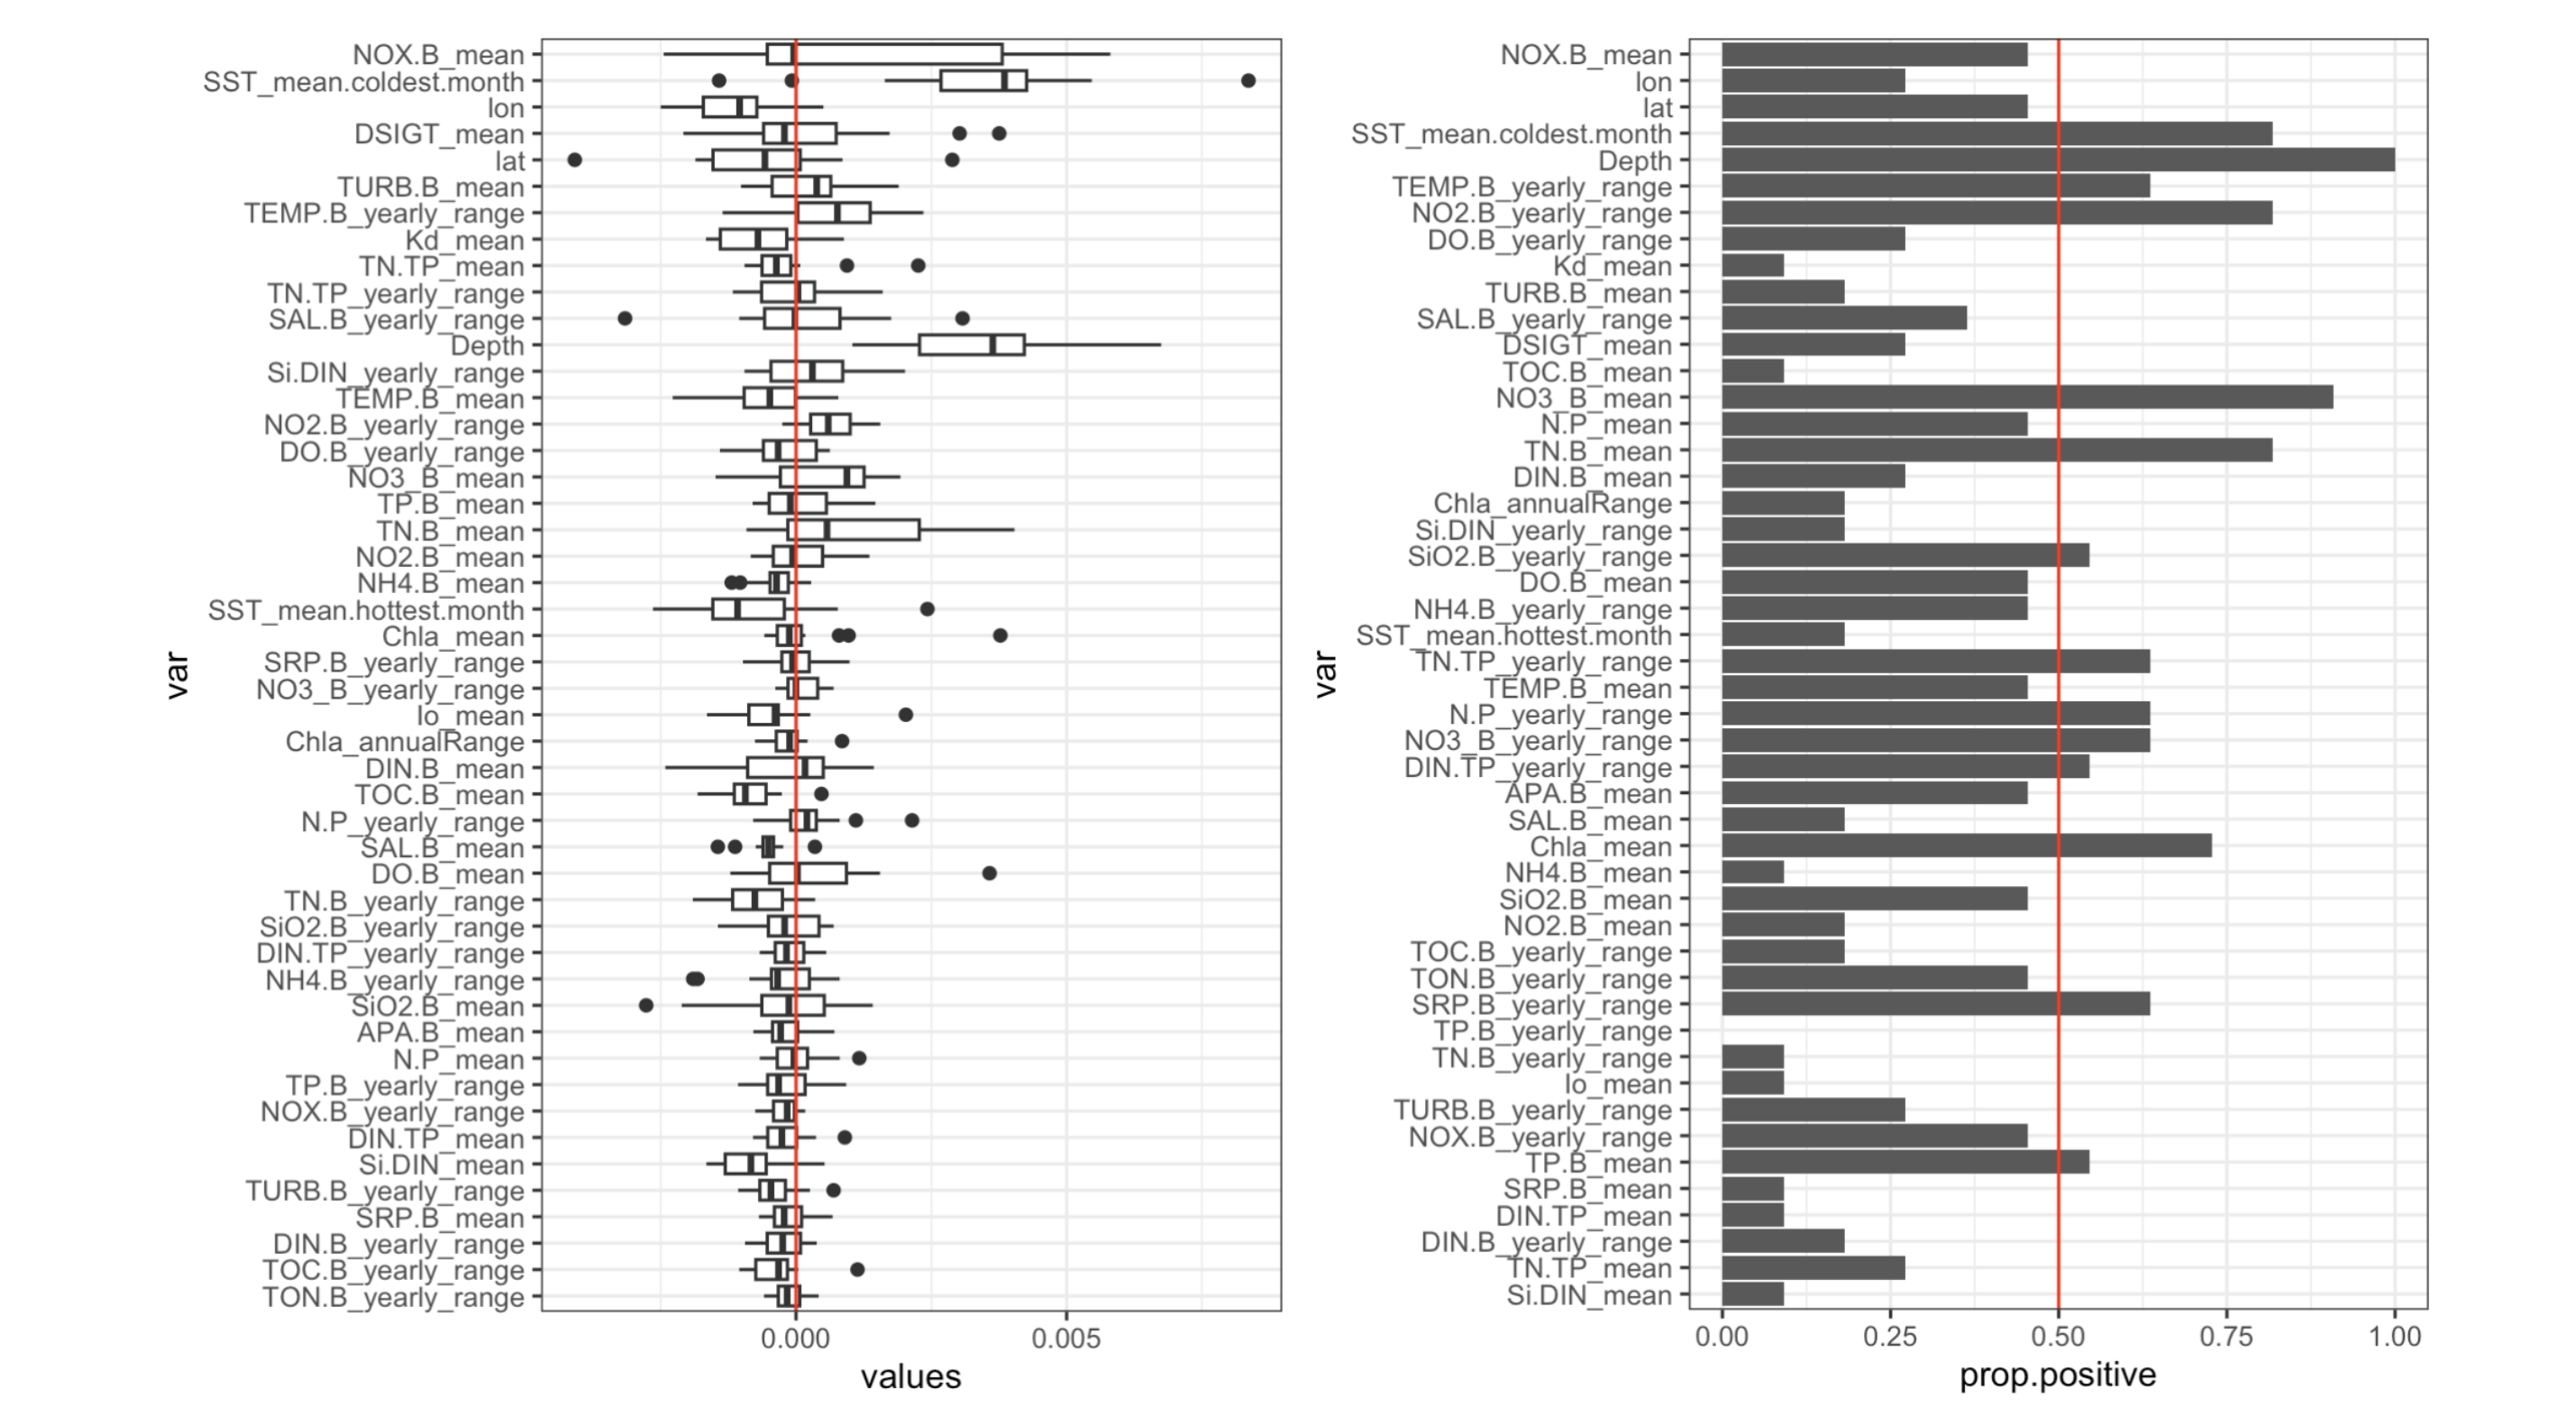 NOX.B_mean
SST_mean.coldest.month
lon
DSIGT_mean
lat
TURB.B_mean
TEMP.B_yearly_range
Kd_mean
TN.TP_mean
TN.TP_yearly_range
SAL.B_yearly_range
Depth
Si.DIN_yearly_range
TEMP.B_mean
NO2.B_yearly_range
DO.B_yearly_range
NO3_B_mean
TP.B_mean
TN.B_mean
NO2.B_mean
NH4.B_mean
SST_mean.hottest.month
Chla_mean
SRP.B_yearly_range
NO3_B_yearly_range
Io_mean
Chla_annualRange
DIN.B_mean
TOC.B_mean
N.P_yearly_range
SAL.B_mean
DO.B_mean
TN.B_yearly_range
SiO2.B_yearly_range
DIN.TP_yearly_range
NH4.B_yearly_range
SiO2.B_mean
APA.B_mean
N.P_mean
TP.B_yearly_range
NOX.B_yearly_range
DIN.TP_mean
Si.DIN_mean
TURB.B_yearly_range
SRP.B_mean
DIN.B_yearly_range
TOC.B_yearly_range
TON.B_yearly_range
var
0.000 0.005
values
NOX.B_mean
lon
lat
SST_mean.coldest.month
Depth
TEMP.B_yearly_range
NO2.B_yearly_range
DO.B_yearly_range
Kd_mean
TURB.B_mean
SAL.B_yearly_range
DSIGT_mean
TOC.B_mean
NO3_B_mean
N.P_mean
TN.B_mean
DIN.B_mean
Chla_annualRange
Si.DIN_yearly_range
SiO2.B_yearly_range
DO.B_mean
NH4.B_yearly_range
SST_mean.hottest.month
TN.TP_yearly_range
TEMP.B_mean
N.P_yearly_range
NO3_B_yearly_range
DIN.TP_yearly_range
APA.B_mean
SAL.B_mean
Chla_mean
NH4.B_mean
SiO2.B_mean
NO2.B_mean
TOC.B_yearly_range
TON.B_yearly_range
SRP.B_yearly_range
TP.B_yearly_range
TN.B_yearly_range
Io_mean
TURB.B_yearly_range
NOX.B_yearly_range
TP.B_mean
SRP.B_mean
DIN.TP_mean
DIN.B_yearly_range
TN.TP_mean
Si.DIN_mean
var
0.00 0.25 0.50 0.75 1.00
prop.positive